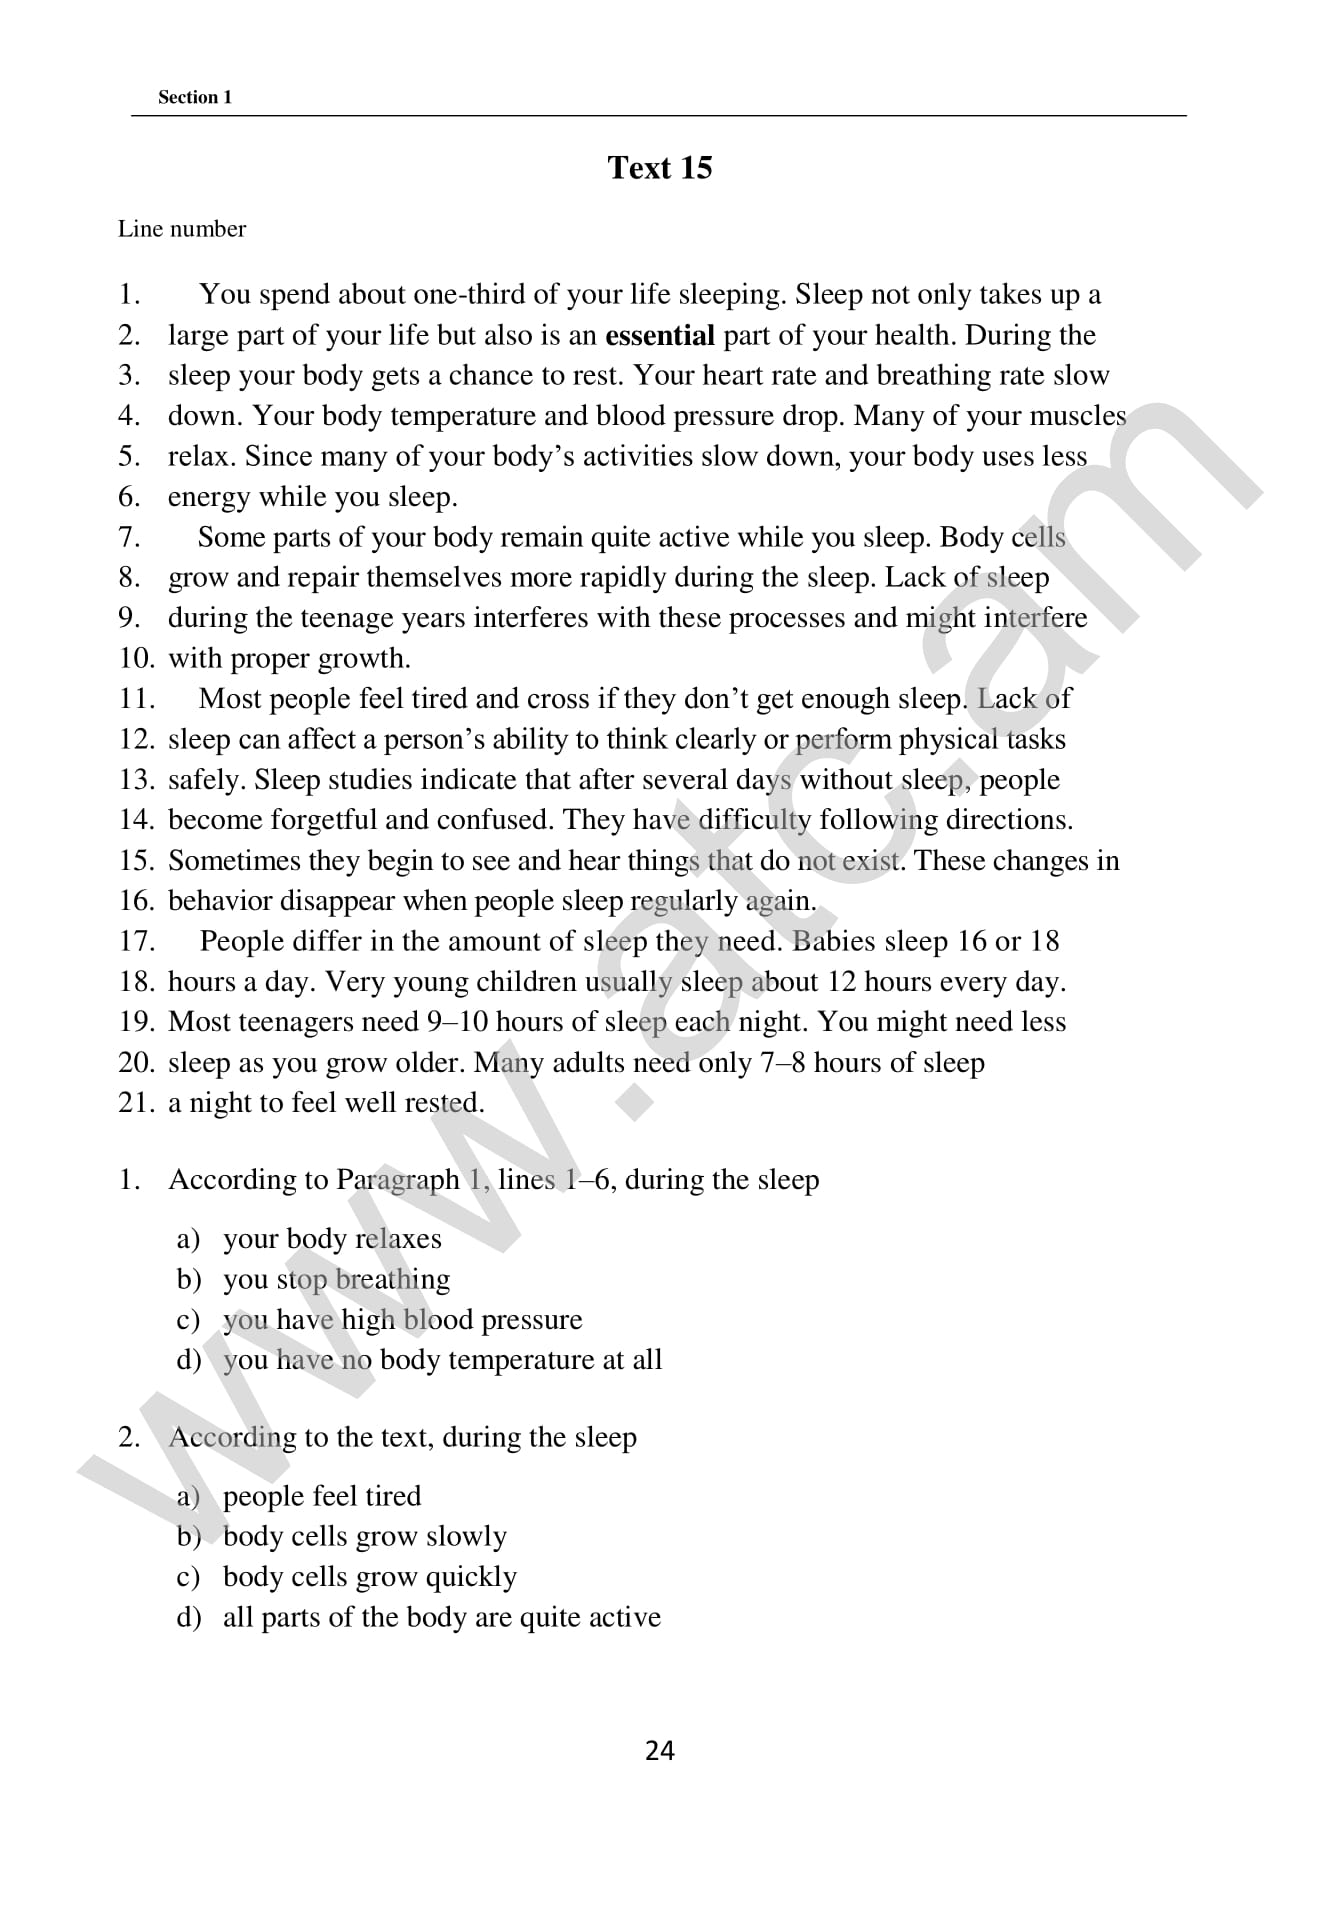 Section 1
Text 15
Line number
1. You spend about one-third of your life sleeping. Sleep not only takes up a
2. large part of your life but also is an essential part of your health. During the
3. sleep your body gets a chance to rest. Your heart rate and breathing rate slow
4. down. Your body temperature and blood pressure drop. Many of your muscles
5. relax. Since many of your body’s activities slow down, your body uses less
6. energy while you sleep.
7. Some parts of your body remain quite active while you sleep. Body cells
8. grow and repair themselves more rapidly during the sleep. Lack of sleep
9. during the teenage years interferes with these processes and might interfere
10. with proper growth.
11. Most people feel tired and cross if they don’t get enough sleep. Lack of
12. sleep can affect a person’s ability to think clearly or perform physical tasks
13. safely. Sleep studies indicate that after several days without sleep, people
14. become forgetful and confused. They have difficulty following directions.
15. Sometimes they begin to see and hear things that do not exist. These changes in
16. behavior disappear when people sleep regularly again.
17. People differ in the amount of sleep they need. Babies sleep 16 or 18
18. hours a day. Very young children usually sleep about 12 hours every day.
19. Most teenagers need 9–10 hours of sleep each night. You might need less
20. sleep as you grow older. Many adults need only 7–8 hours of sleep
21. a night to feel well rested.
1. According to Paragraph 1, lines 1–6, during the sleep
a) your body relaxes
b) you stop breathing
c) you have high blood pressure
d) you have no body temperature at all
2. According to the text, during the sleep
a) people feel tired
b) body cells grow slowly
c) body cells grow quickly
d) all parts of the body are quite active
24
www.atc.am